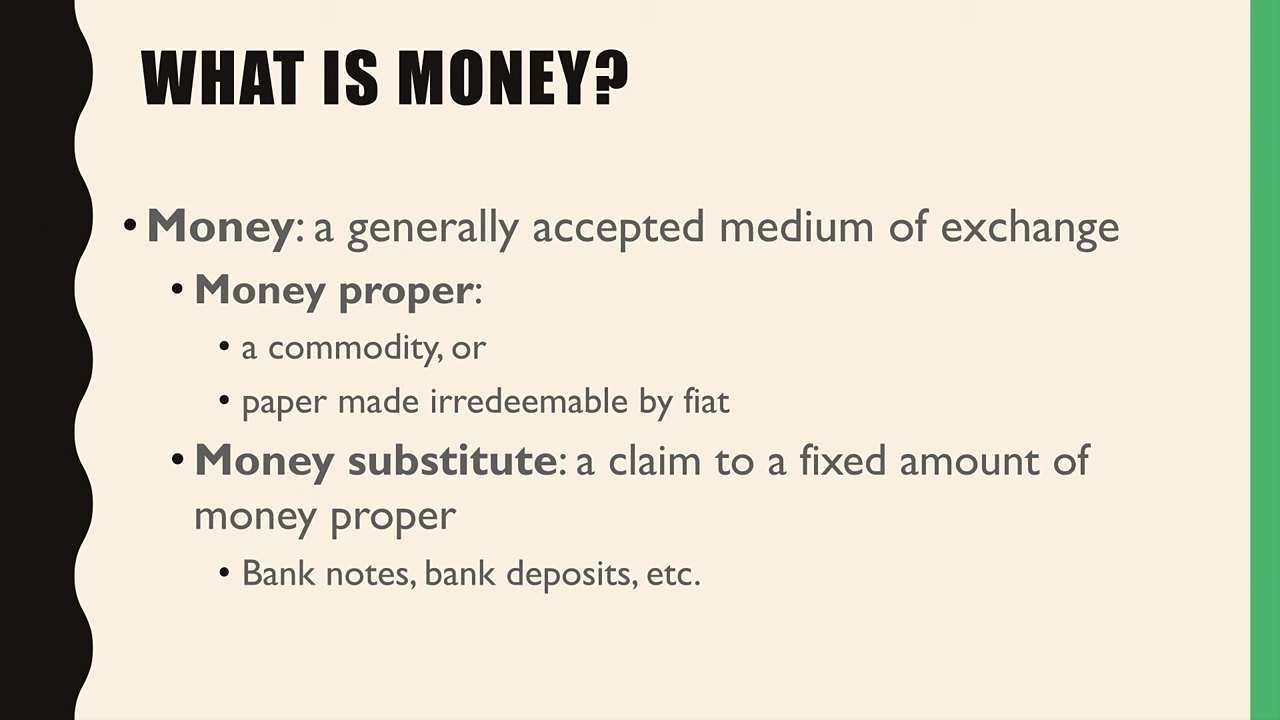 WHAT IS MONEY?
• Money: a generally accepted medium of exchange
• Money proper:
• a commodity, or
• paper made irredeemable by fiat
• Money substitute: a claim to a fixed amount of
money proper
• Bank notes, bank deposits, etc.